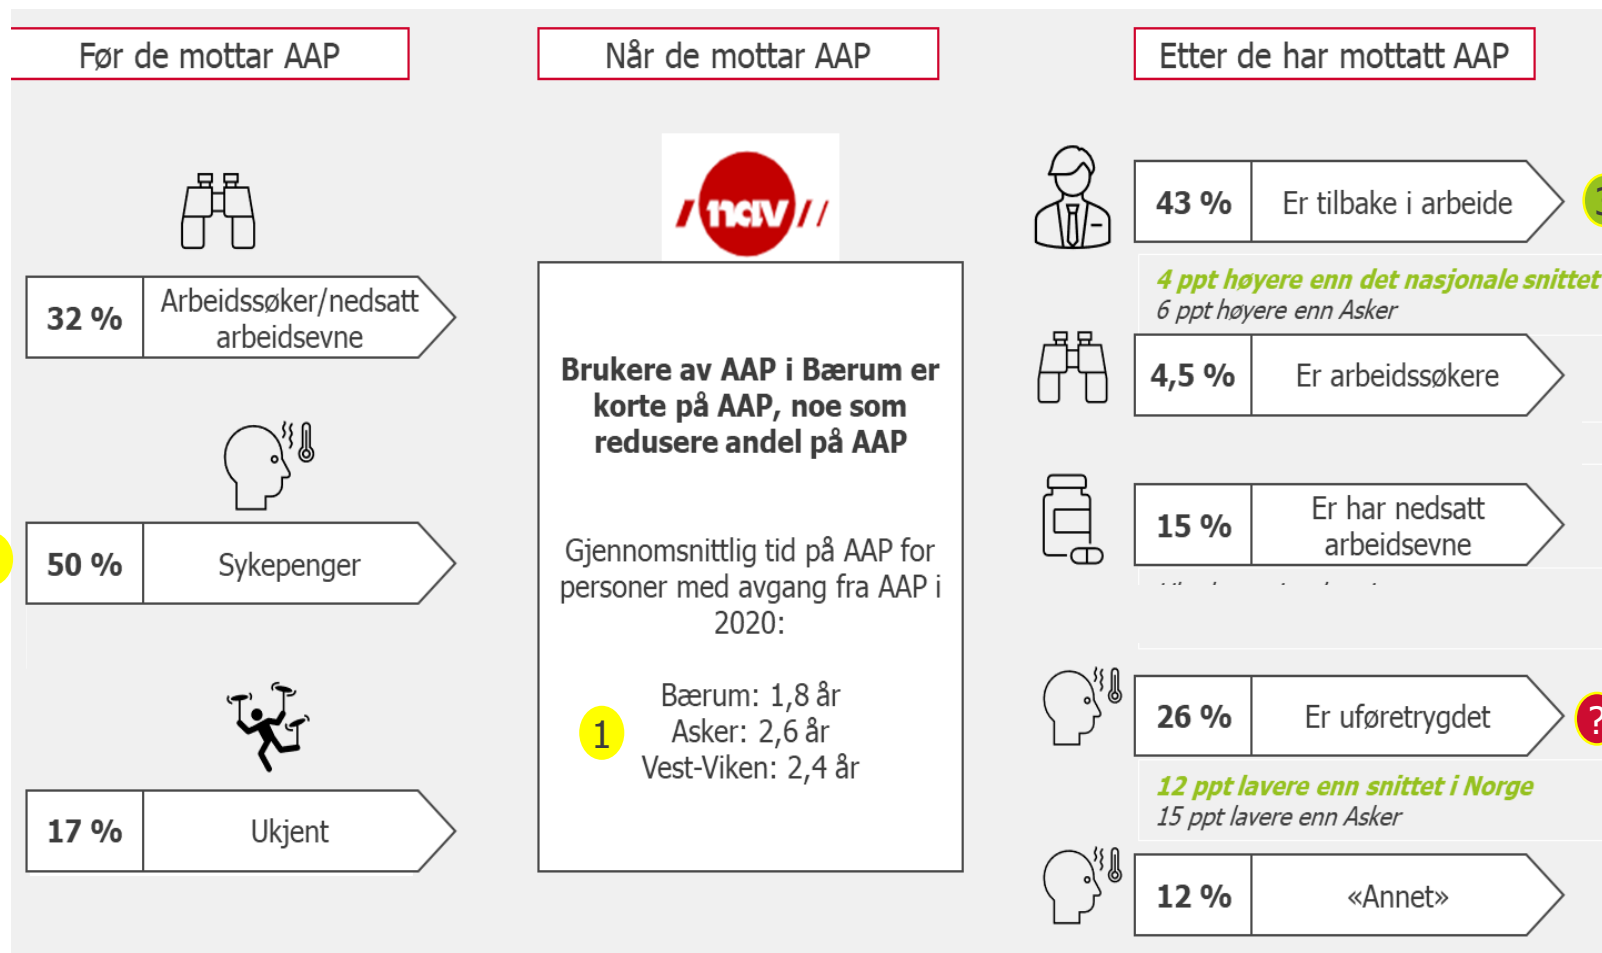 Før de mottar AAP
32 %
Arbeidssøker/nedsatt
arbeidsevne
50 %
Sykepenger
17 %
Ukjent
Når de mottar AAP
nav
Brukere av AAP i Bærum er
korte på AAP, noe som
redusere andel på AAP
Gjennomsnittlig tid på AAP for
personer med avgang fra AAP i
2020:
Bærum: 1,8 år
1
Asker: 2,6 år
Vest-Viken: 2,4 år
Etter de har mottatt AAP
43 %
Er tilbake i arbeide
4 ppt høyere enn det nasjonale snittet
6 ppt høyere enn Asker
4,5 %
Er arbeidssøkere
15 %
Er har nedsatt
arbeidsevne
26 %
Er uføretrygdet
?
12 ppt lavere enn snittet i Norge
15 ppt lavere enn Asker
12 %
«Annet»